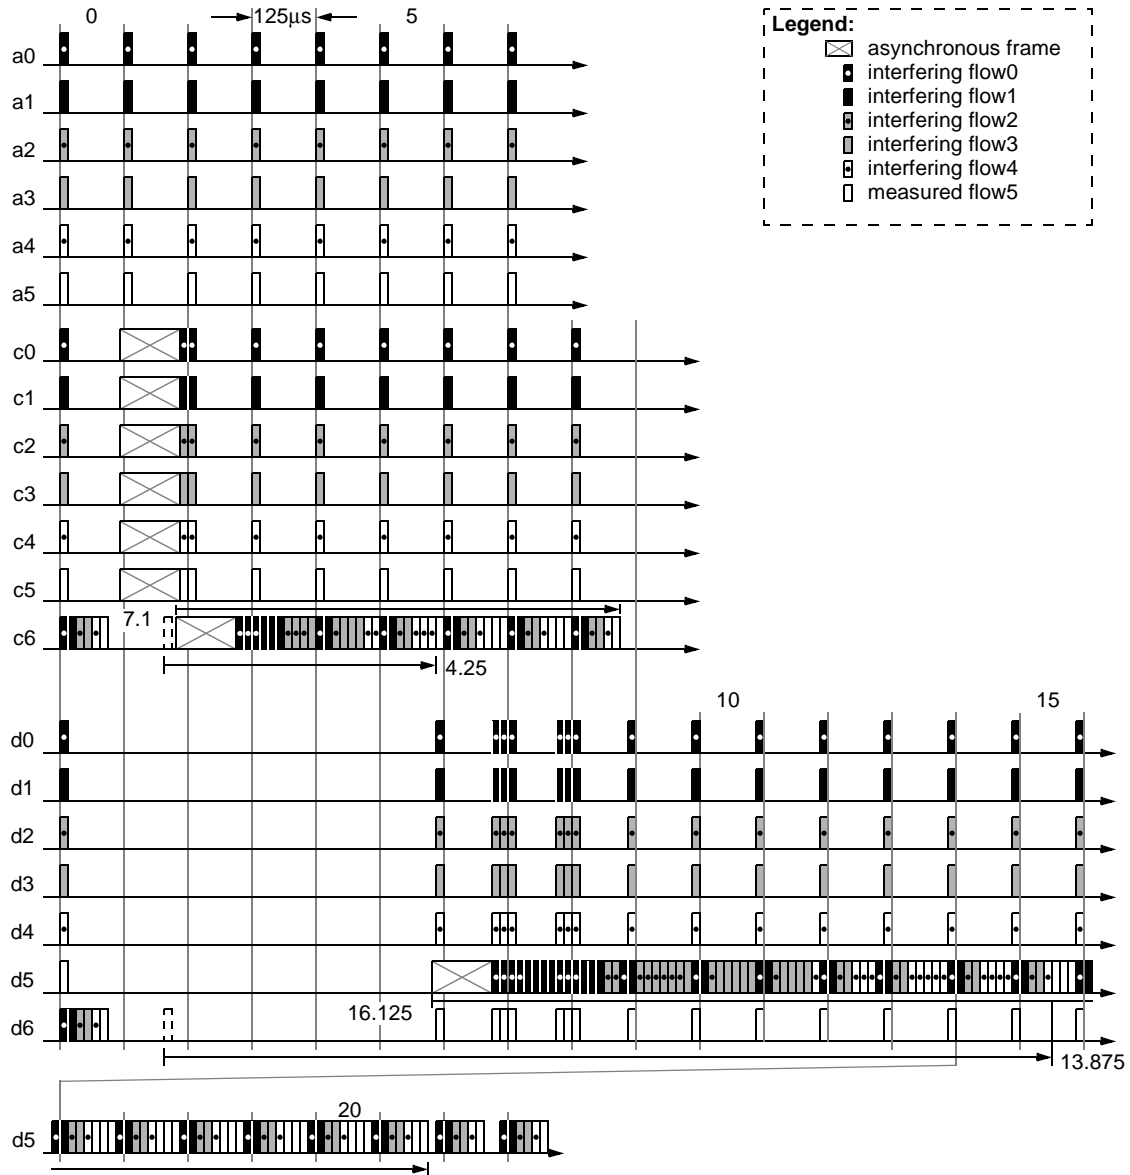 0
125μs
5
Legend:
asynchronous frame
interfering flow0
interfering flow1
interfering flow2
interfering flow3
interfering flow4
measured flow5
a0
a1
a2
a3
a4
a5
c0
c1
c2
c3
c4
c5
7.1
c6
4.25
10
15
d0
d1
d2
d3
d4
d5
16.125
d6
13.875
20
d5